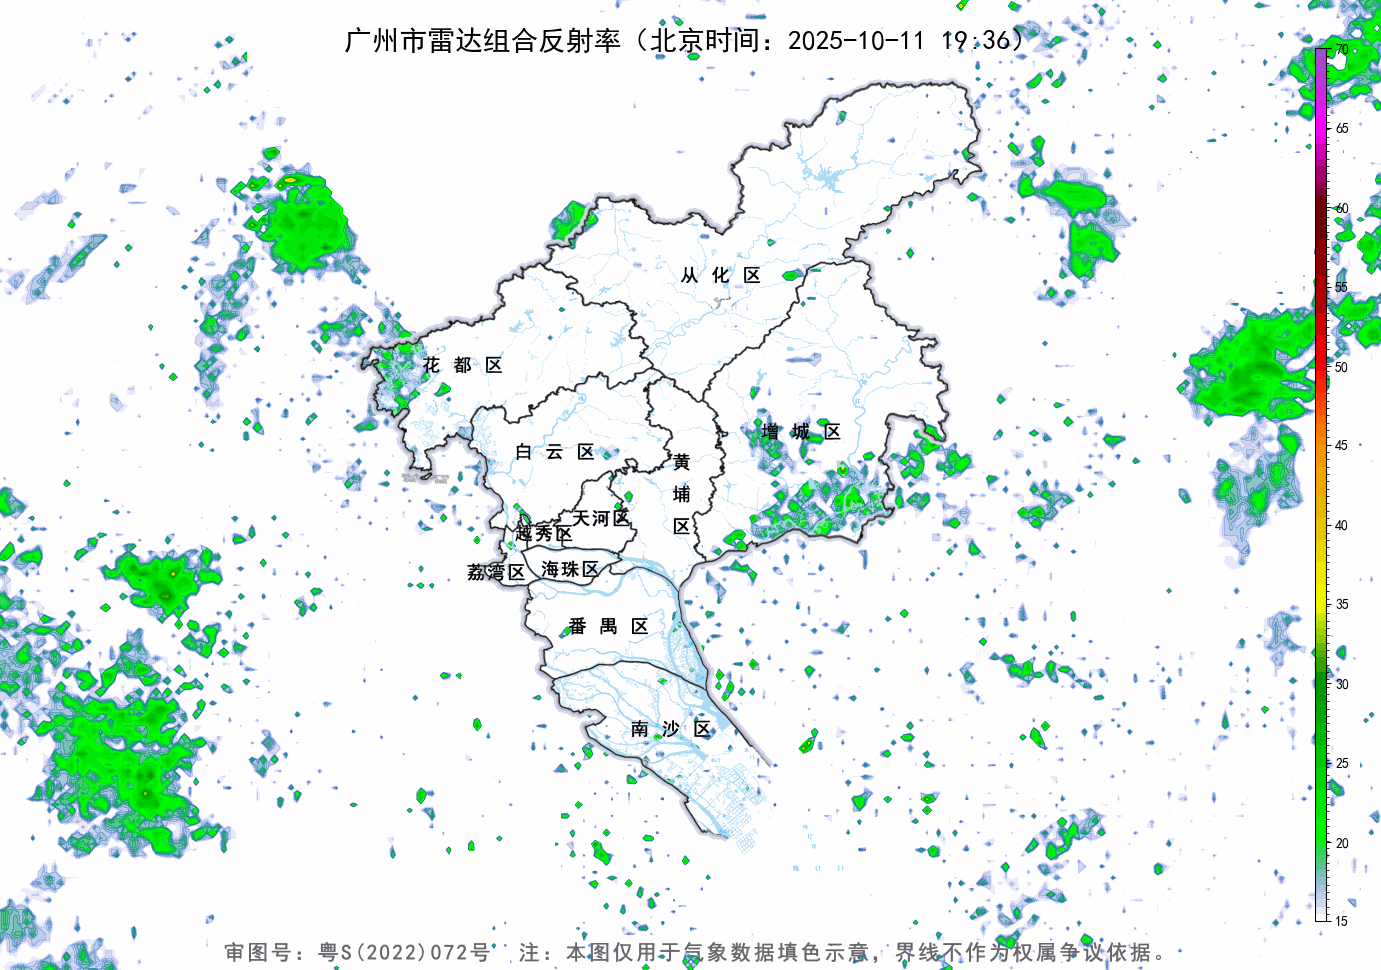 广州市雷达组合反射率（北京时间：2025-10-11 19:36）
70
65
60
55
50
45
40
35
30
25
20
15
从化区
花都区
增城区
白云区
黄埔区
天河区
越秀区
荔湾区
海珠区
番禺区
南沙区
审图号：粤S(2022)072号 注：本图仅用于气象数据填色示意，界线不作为权属争议依据。